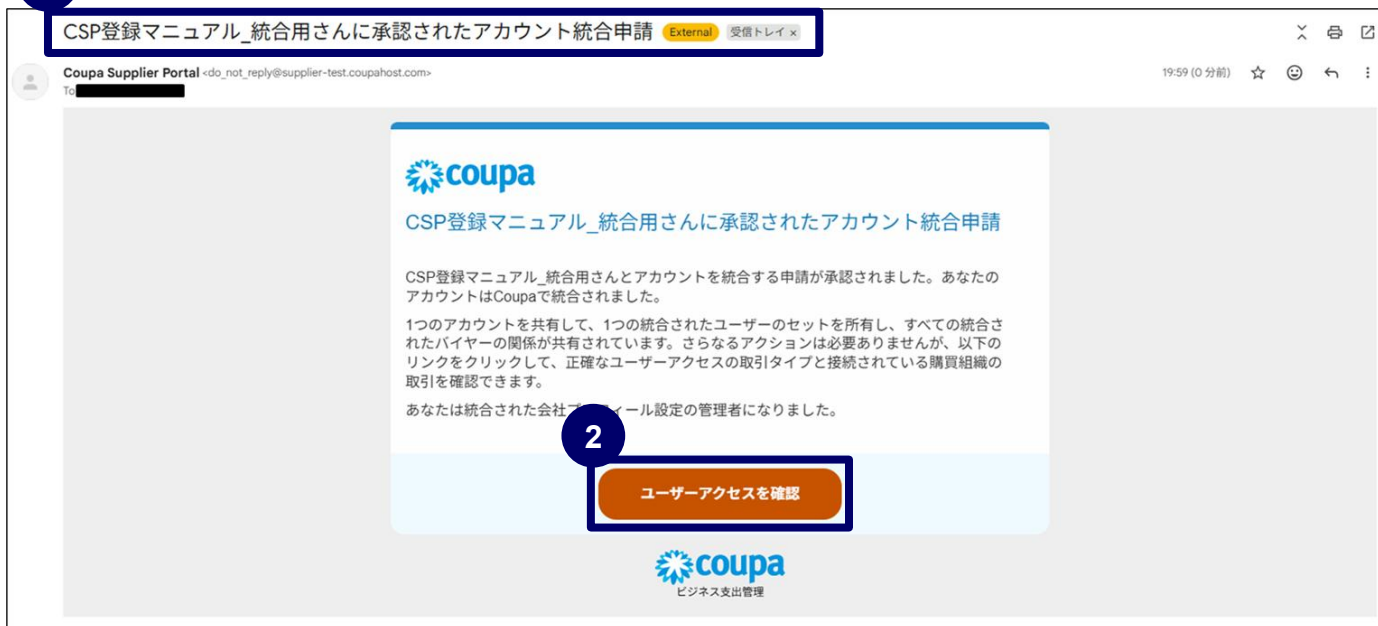 CSP登録マニュアル_統合用さんに承認されたアカウント統合申請 External 受信トレイ ×
Coupa Supplier Portal <do_not_reply@supplier-test.coupahost.com>
19:59 (0 分前)
To
coupa
CSP登録マニュアル_統合用さんに承認されたアカウント統合申請
CSP登録マニュアル_統合用さんとアカウントを統合する申請が承認されました。あなたの
アカウントはCoupaで統合されました。
1つのアカウントを共有して、1つの統合されたユーザーのセットを所有し、すべての統合さ
れたバイヤーの関係が共有されています。さらなるアクションは必要ありませんが、以下の
リンクをクリックして、正確なユーザーアクセスの取引タイプと接続されている購買組織の
取引を確認できます。
あなたは統合された会社プ ィール設定の管理者になりました。
2
ユーザーアクセスを確認
coupa
ビジネス支出管理